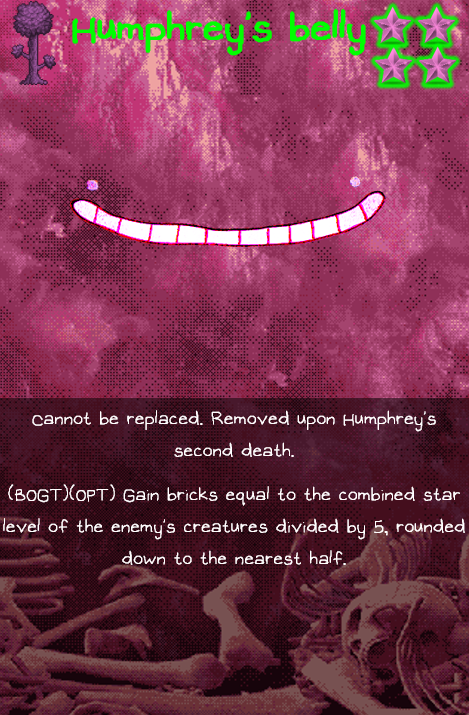 Humphrey's belly
Cannot be replaced. Removed upon Humphrey's
second death.
(BOGT)(OPT) Gain bricks equal to the combined star
level of the enemy's creatures divided by 5, rounded
down to the nearest half.